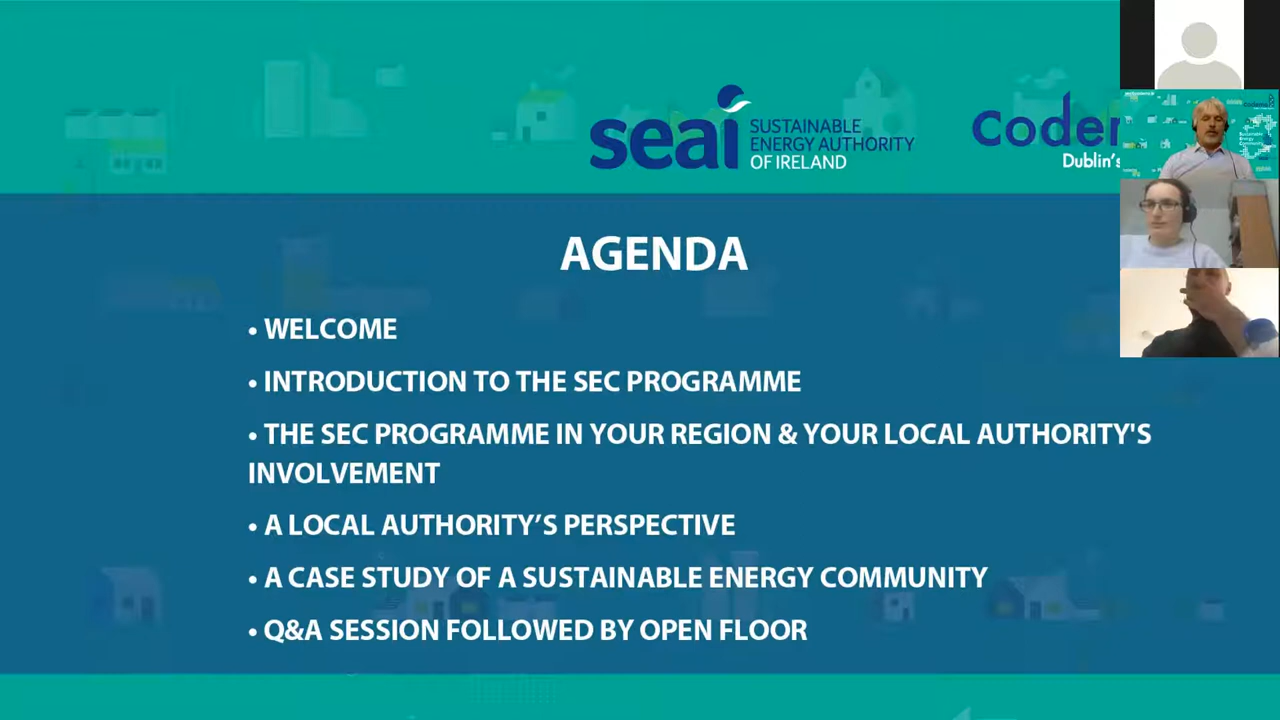 seai SUSTAINABLE
ENERGY AUTHORITY
OF IRELAND
Dublin's
AGENDA
• WELCOME
• INTRODUCTION TO THE SEC PROGRAMME
• THE SEC PROGRAMME IN YOUR REGION & YOUR LOCAL AUTHORITY'S
INVOLVEMENT
• A LOCAL AUTHORITY’S PERSPECTIVE
• A CASE STUDY OF A SUSTAINABLE ENERGY COMMUNITY
• Q&A SESSION FOLLOWED BY OPEN FLOOR